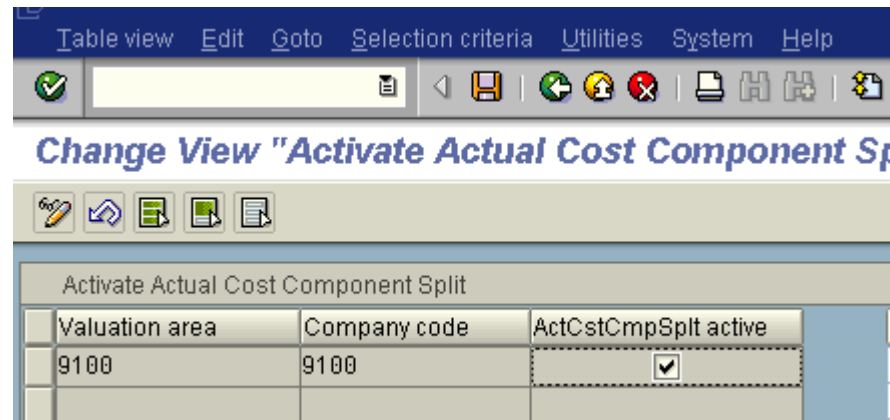 Table view Edit Goto Selection criteria Utilities System Help
Change View "Activate Actual Cost Component Sp
Activate Actual Cost Component Split
Valuation area Company code ActCstCmpSplt active
9100 9100